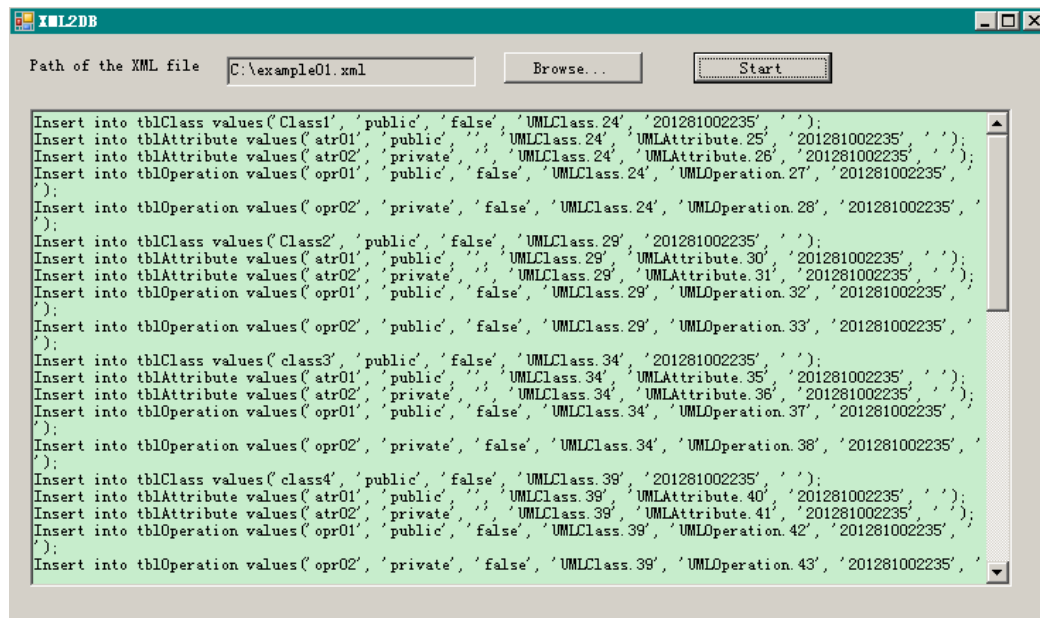 XML2DB
Path of the XML file C:\example01.xml Browse... Start
Insert into tblClass values('Class1', 'public', 'false', 'UMLClass.24', '201281002235', ' ');
Insert into tblAttribute values('atr01', 'public', '', 'UMLClass.24', 'UMLAttribute.25', '201281002235', ' ');
Insert into tblAttribute values('atr02', 'private', '', 'UMLClass.24', 'UMLAttribute.26', '201281002235', ' ');
Insert into tblOperation values('opr01', 'public', 'false', 'UMLClass.24', 'UMLOperation.27', '201281002235', '
');
Insert into tblOperation values('opr02', 'private', 'false', 'UMLClass.24', 'UMLOperation.28', '201281002235', '
');
Insert into tblClass values('Class2', 'public', 'false', 'UMLClass.29', '201281002235', ' ');
Insert into tblAttribute values('atr01', 'public', '', 'UMLClass.29', 'UMLAttribute.30', '201281002235', ' ');
Insert into tblAttribute values('atr02', 'private', '', 'UMLClass.29', 'UMLAttribute.31', '201281002235', ' ');
Insert into tblOperation values('opr01', 'public', 'false', 'UMLClass.29', 'UMLOperation.32', '201281002235', '
');
Insert into tblOperation values('opr02', 'public', 'false', 'UMLClass.29', 'UMLOperation.33', '201281002235', '
');
Insert into tblClass values('class3', 'public', 'false', 'UMLClass.34', '201281002235', ' ');
Insert into tblAttribute values('atr01', 'public', '', 'UMLClass.34', 'UMLAttribute.35', '201281002235', ' ');
Insert into tblAttribute values('atr02', 'private', '', 'UMLClass.34', 'UMLAttribute.36', '201281002235', ' ');
Insert into tblOperation values('opr01', 'public', 'false', 'UMLClass.34', 'UMLOperation.37', '201281002235', '
');
Insert into tblOperation values('opr02', 'private', 'false', 'UMLClass.34', 'UMLOperation.38', '201281002235', '
');
Insert into tblClass values('class4', 'public', 'false', 'UMLClass.39', '201281002235', ' ');
Insert into tblAttribute values('atr01', 'public', '', 'UMLClass.39', 'UMLAttribute.40', '201281002235', ' ');
Insert into tblAttribute values('atr02', 'private', '', 'UMLClass.39', 'UMLAttribute.41', '201281002235', ' ');
Insert into tblOperation values('opr01', 'public', 'false', 'UMLClass.39', 'UMLOperation.42', '201281002235', '
');
Insert into tblOperation values('opr02', 'private', 'false', 'UMLClass.39', 'UMLOperation.43', '201281002235', '